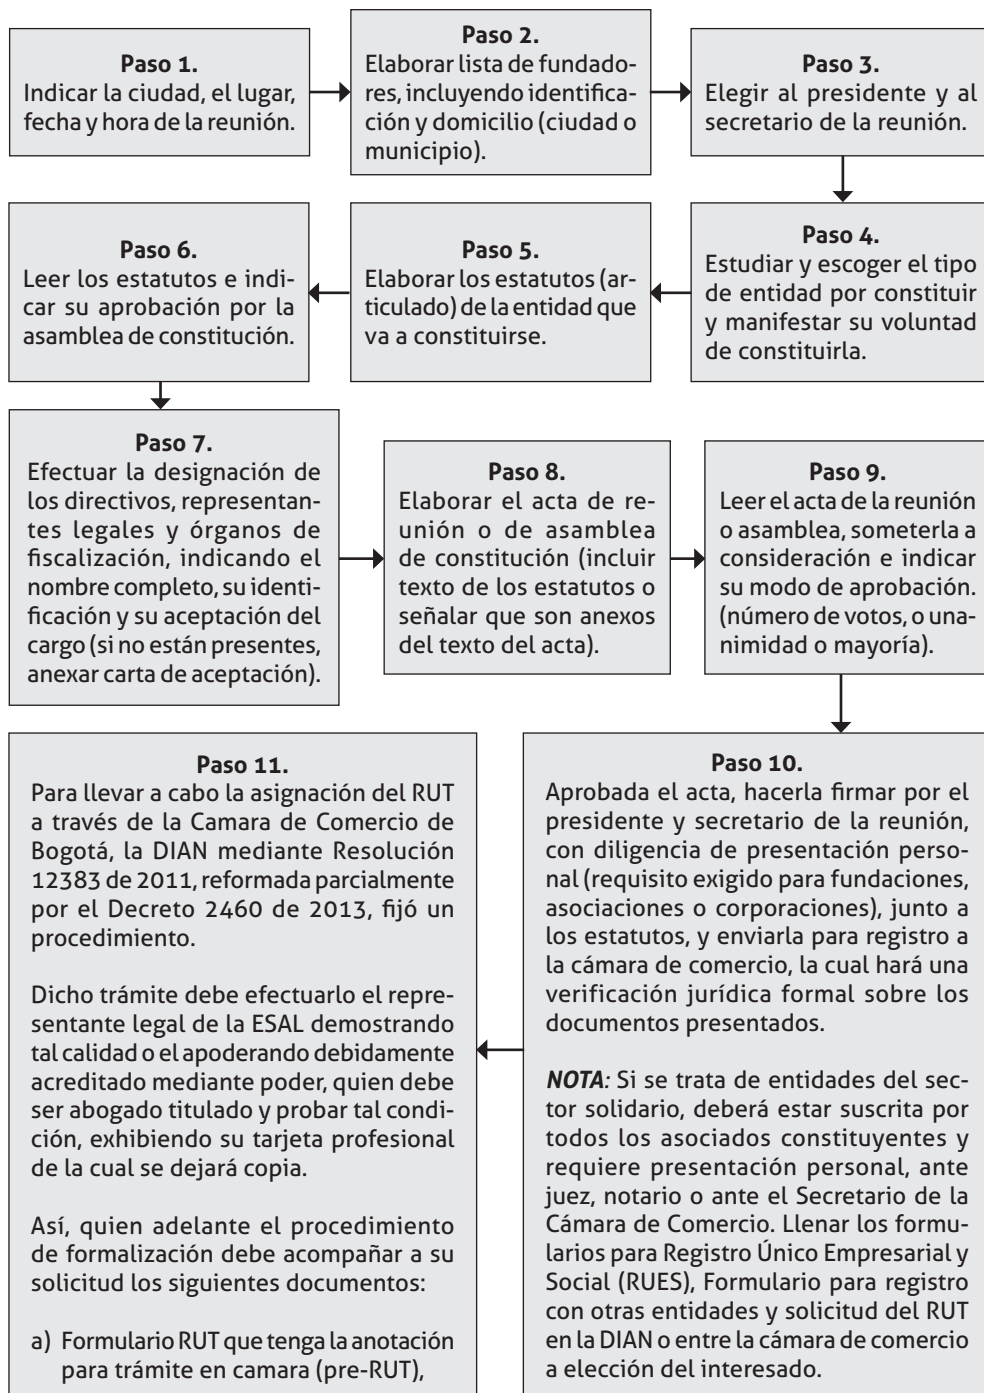 Paso 1.
Indicar la ciudad, el lugar,
fecha y hora de la reunión.
Paso 2.
Elaborar lista de fundado-
res, incluyendo identifica-
ción y domicilio (ciudad o
municipio).
Paso 3.
Elegir al presidente y al
secretario de la reunión.
Paso 4.
Estudiar y escoger el tipo
de entidad por constituir
y manifestar su voluntad
de constituirla.
Paso 5.
Elaborar los estatutos (ar-
ticulado) de la entidad que
va a constituirse.
Paso 6.
Leer los estatutos e indi-
car su aprobación por la
asamblea de constitución.
Paso 7.
Efectuar la designación de
los directivos, representan-
tes legales y órganos de
fiscalización, indicando el
nombre completo, su identi-
ficación y su aceptación del
cargo (si no están presentes,
anexar carta de aceptación).
Paso 8.
Elaborar el acta de re-
unión o de asamblea
de constitución (incluir
texto de los estatutos o
señalar que son anexos
del texto del acta).
Paso 9.
Leer el acta de la reunión
o asamblea, someterla a
consideración e indicar
su modo de aprobación.
(número de votos, o una-
nimidad o mayoría).
Paso 10.
Aprobada el acta, hacerla firmar por el
presidente y secretario de la reunión,
con diligencia de presentación perso-
nal (requisito exigido para fundaciones,
asociaciones o corporaciones), junto a
los estatutos, y enviarla para registro a
la cámara de comercio, la cual hará una
verificación jurídica formal sobre los
documentos presentados.
NOTA: Si se trata de entidades del sec-
tor solidario, deberá estar suscrita por
todos los asociados constituyentes y
requiere presentación personal, ante
juez, notario o ante el Secretario de la
Cámara de Comercio. Llenar los formu-
larios para Registro Único Empresarial y
Social (RUES), Formulario para registro
con otras entidades y solicitud del RUT
en la DIAN o entre la cámara de comercio
a elección del interesado.
Paso 11.
Para llevar a cabo la asignación del RUT
a través de la Camara de Comercio de
Bogotá, la DIAN mediante Resolución
12383 de 2011, reformada parcialmente
por el Decreto 2460 de 2013, fijó un
procedimiento.
Dicho trámite debe efectuarlo el repre-
sentante legal de la ESAL demostrando
tal calidad o el apoderando debidamente
acreditado mediante poder, quien debe
ser abogado titulado y probar tal condi-
ción, exhibiendo su tarjeta profesional
de la cual se dejará copia.
Así, quien adelante el procedimiento
de formalización debe acompañar a su
solicitud los siguientes documentos:
a) Formulario RUT que tenga la anotación
para trámite en camara (pre-RUT),